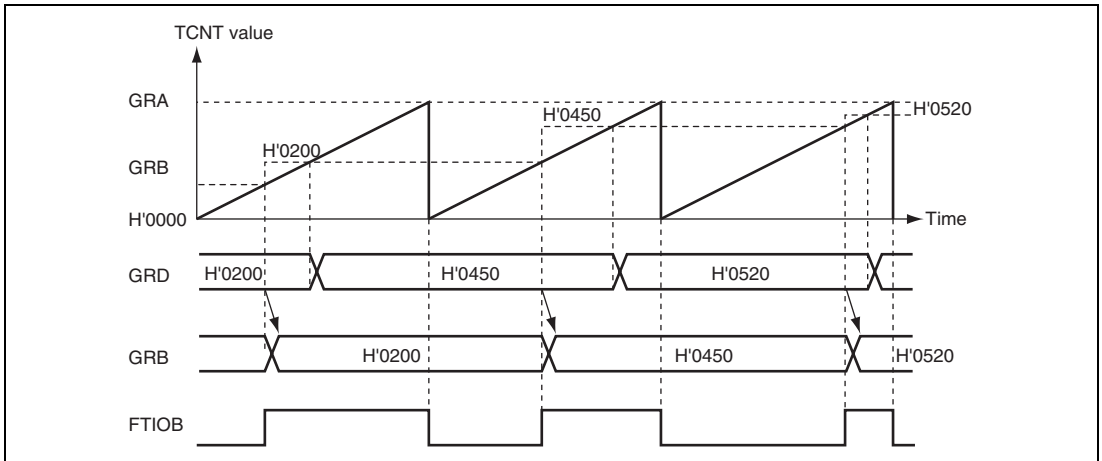 TCNT value
GRA
H'0450
H'0520
H'0200
GRB
H'0000
Time
GRD
H'0200
H'0450
H'0520
GRB
H'0200
H'0450
H'0520
FTIOB